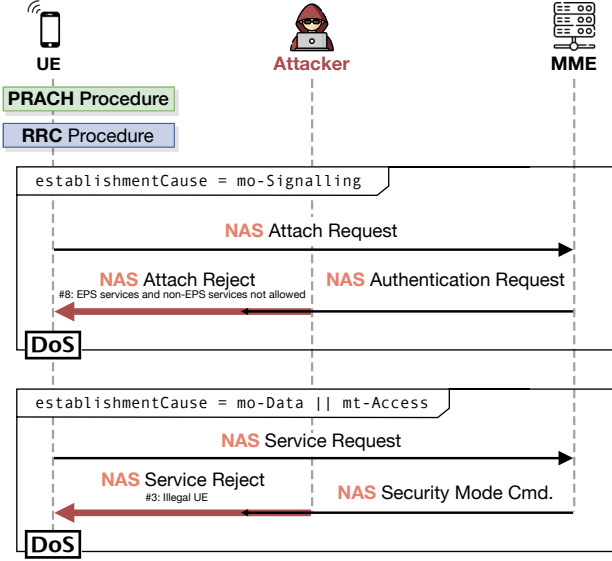 UE
Attacker
MME
PRACH Procedure
RRC Procedure
establishmentCause = mo-Signalling
NAS Attach Request
NAS Attach Reject
#8: EPS services and non-EPS services not allowed
NAS Authentication Request
DoS
establishmentCause = mo-Data || mt-Access
NAS Service Request
NAS Service Reject
#3: Illegal UE
NAS Security Mode Cmd.
DoS